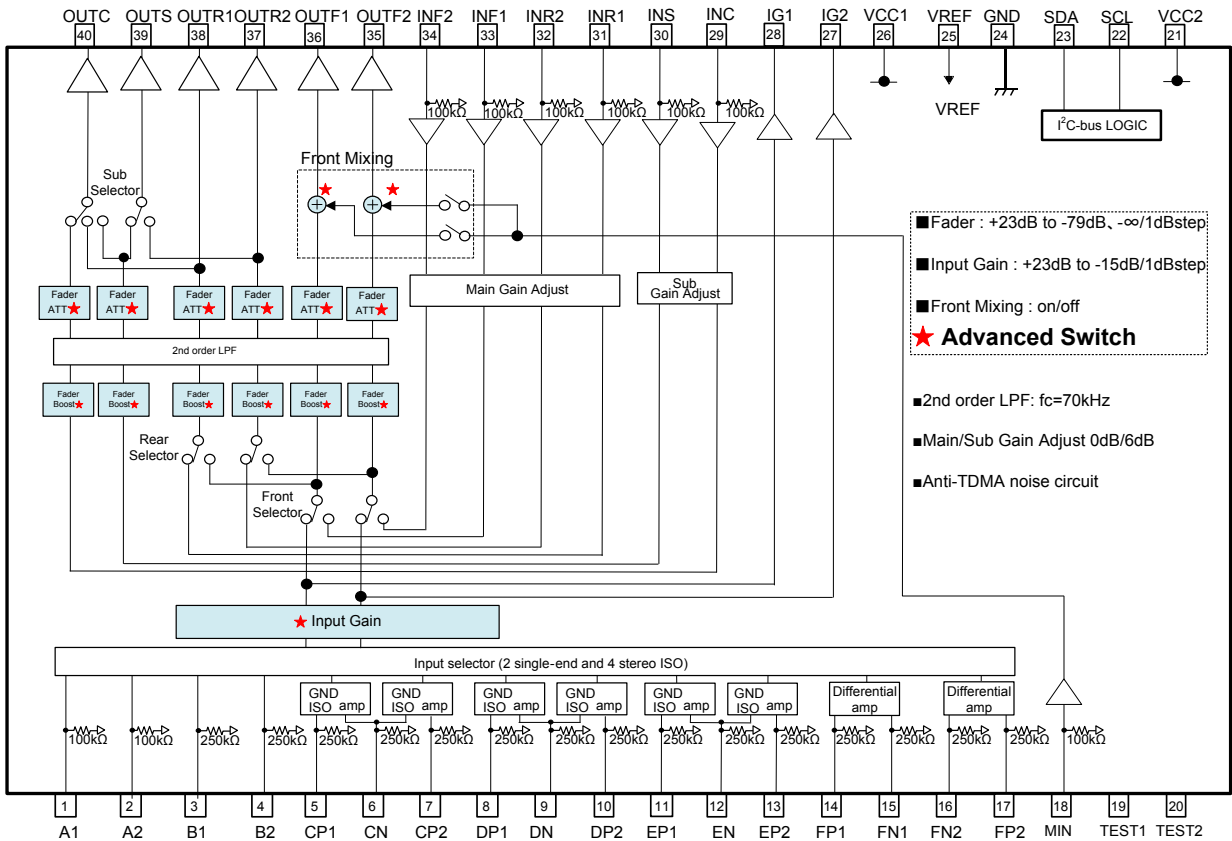 OUTC OUTS OUTR1 OUTR2 OUTF1 OUTF2 INF2 INF1 INR2 INR1 INS INC IG1 IG2 VCC1 VREF GND SDA SCL VCC2
40 39 38 37 36 35 34 33 32 31 30 29 28 27 26 25 24 23 22 21
100kΩ 100kΩ 100kΩ 100kΩ 100kΩ 100kΩ
VREF
I²C-bus LOGIC
Front Mixing
Sub
Selector
■Fader : +23dB to -79dB、-∞/1dBstep
■Input Gain : +23dB to -15dB/1dBstep
■Front Mixing : on/off
★ Advanced Switch
Main Gain Adjust
Sub
Gain Adjust
Fader
ATT★
Fader
ATT★
Fader
ATT★
Fader
ATT★
Fader
ATT★
Fader
ATT★
2nd order LPF
Fader
Boost★
Fader
Boost★
Fader
Boost★
Fader
Boost★
Fader
Boost★
Fader
Boost★
■2nd order LPF: fc=70kHz
■Main/Sub Gain Adjust 0dB/6dB
■Anti-TDMA noise circuit
Rear
Selector
Front
Selector
★ Input Gain
Input selector (2 single-end and 4 stereo ISO)
GND
ISO amp
GND
ISO amp
GND
ISO amp
GND
ISO amp
GND
ISO amp
GND
ISO amp
Differential
amp
Differential
amp
100kΩ 100kΩ 250kΩ 250kΩ 250kΩ 250kΩ 250kΩ 250kΩ 250kΩ 250kΩ 250kΩ 250kΩ 250kΩ 250kΩ 250kΩ 250kΩ 250kΩ 100kΩ
1 2 3 4 5 6 7 8 9 10 11 12 13 14 15 16 17 18 19 20
A1 A2 B1 B2 CP1 CN CP2 DP1 DN DP2 EP1 EN EP2 FP1 FN1 FN2 FP2 MIN TEST1 TEST2